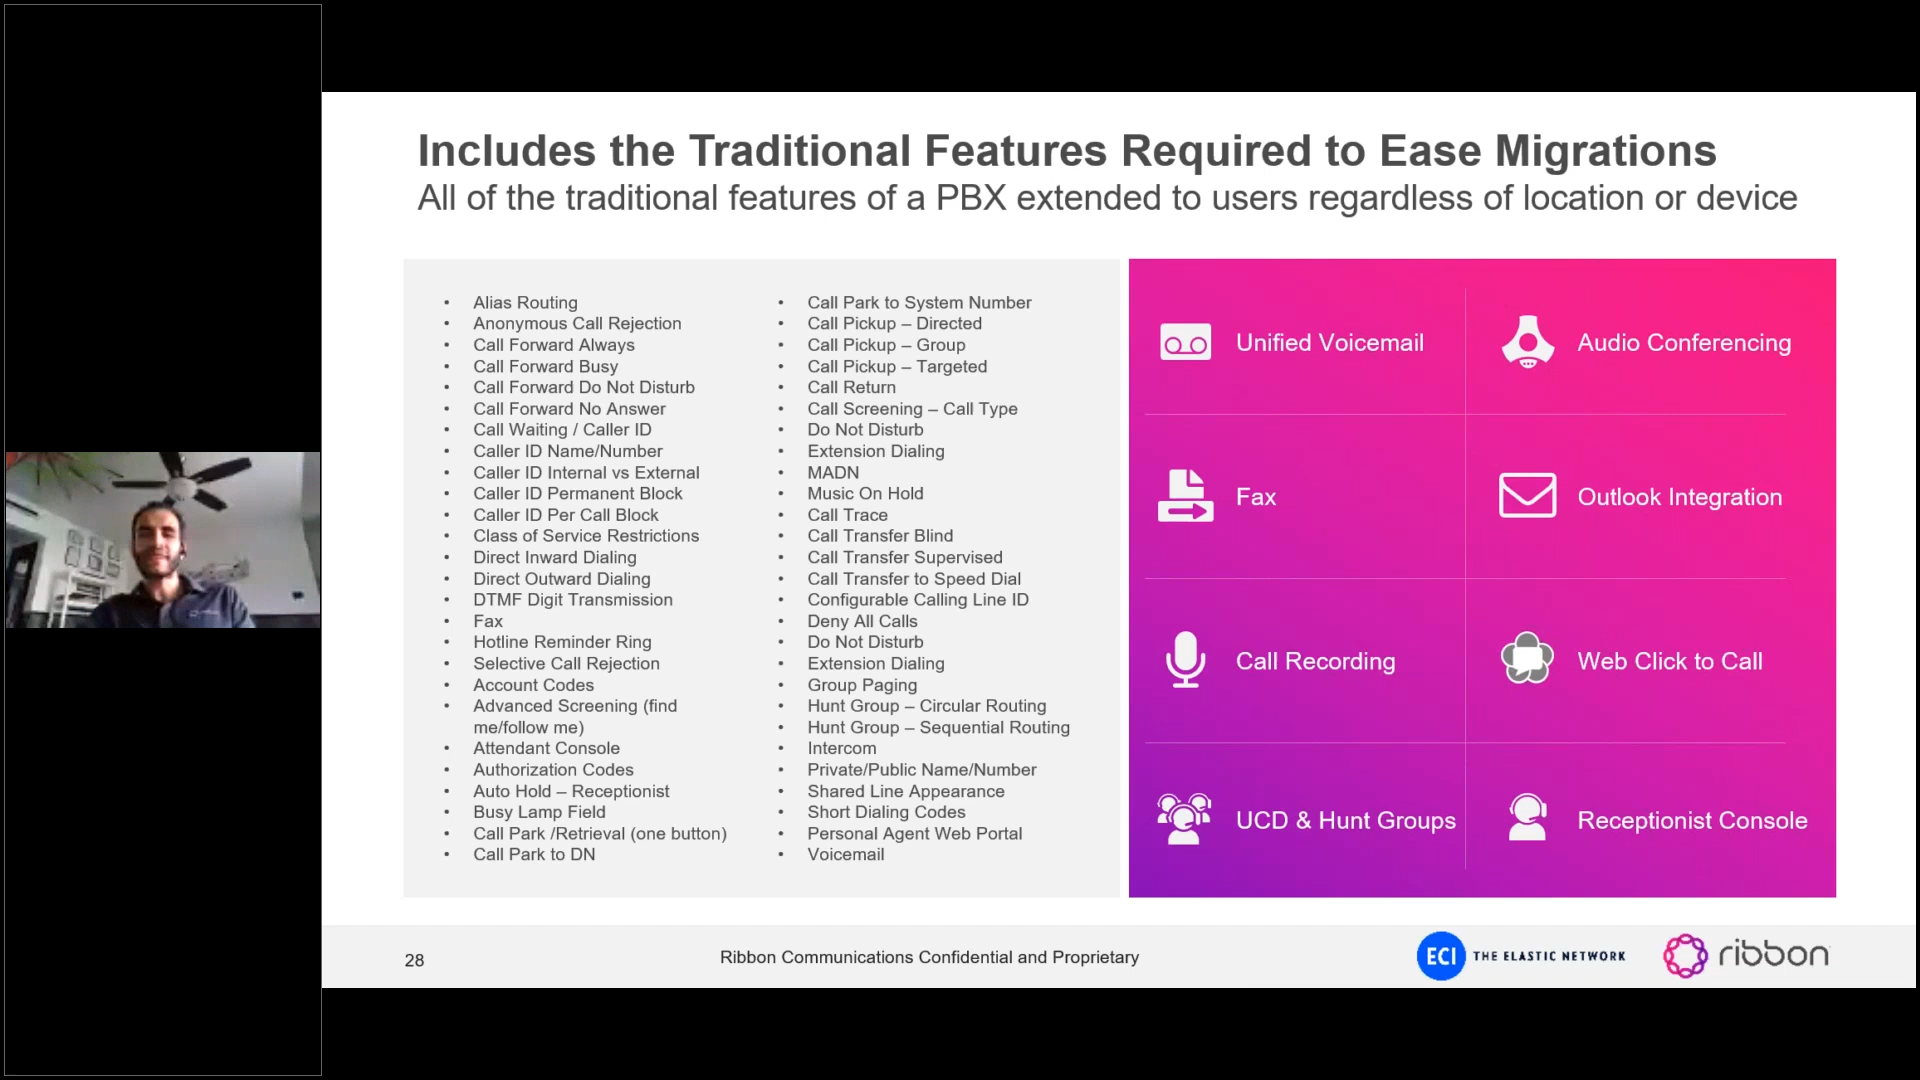 Includes the Traditional Features Required to Ease Migrations
All of the traditional features of a PBX extended to users regardless of location or device
• Alias Routing
• Anonymous Call Rejection
• Call Forward Always
• Call Forward Busy
• Call Forward Do Not Disturb
• Call Forward No Answer
• Call Waiting / Caller ID
• Caller ID Name/Number
• Caller ID Internal vs External
• Caller ID Permanent Block
• Caller ID Per Call Block
• Class of Service Restrictions
• Direct Inward Dialing
• Direct Outward Dialing
• DTMF Digit Transmission
• Fax
• Hotline Reminder Ring
• Selective Call Rejection
• Account Codes
• Advanced Screening (find
me/follow me)
• Attendant Console
• Authorization Codes
• Auto Hold – Receptionist
• Busy Lamp Field
• Call Park /Retrieval (one button)
• Call Park to DN
• Call Park to System Number
• Call Pickup – Directed
• Call Pickup – Group
• Call Pickup – Targeted
• Call Return
• Call Screening – Call Type
• Do Not Disturb
• Extension Dialing
• MADN
• Music On Hold
• Call Trace
• Call Transfer Blind
• Call Transfer Supervised
• Call Transfer to Speed Dial
• Configurable Calling Line ID
• Deny All Calls
• Do Not Disturb
• Extension Dialing
• Group Paging
• Hunt Group – Circular Routing
• Hunt Group – Sequential Routing
• Intercom
• Private/Public Name/Number
• Shared Line Appearance
• Short Dialing Codes
• Personal Agent Web Portal
• Voicemail
Unified Voicemail
Audio Conferencing
Fax
Outlook Integration
Call Recording
Web Click to Call
UCD & Hunt Groups
Receptionist Console
28
Ribbon Communications Confidential and Proprietary
ECI THE ELASTIC NETWORK
ribbon